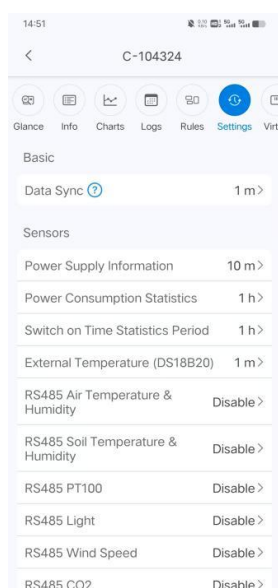 14:51
C-104324
Glance Info Charts Logs Rules Settings Virt
Basic
Data Sync ? 1 m
Sensors
Power Supply Information 10 m
Power Consumption Statistics 1 h
Switch on Time Statistics Period 1 h
External Temperature (DS18B20) 1 m
RS485 Air Temperature &
Humidity Disable
RS485 Soil Temperature &
Humidity Disable
RS485 PT100 Disable
RS485 Light Disable
RS485 Wind Speed Disable
RS485 CO2 Disable